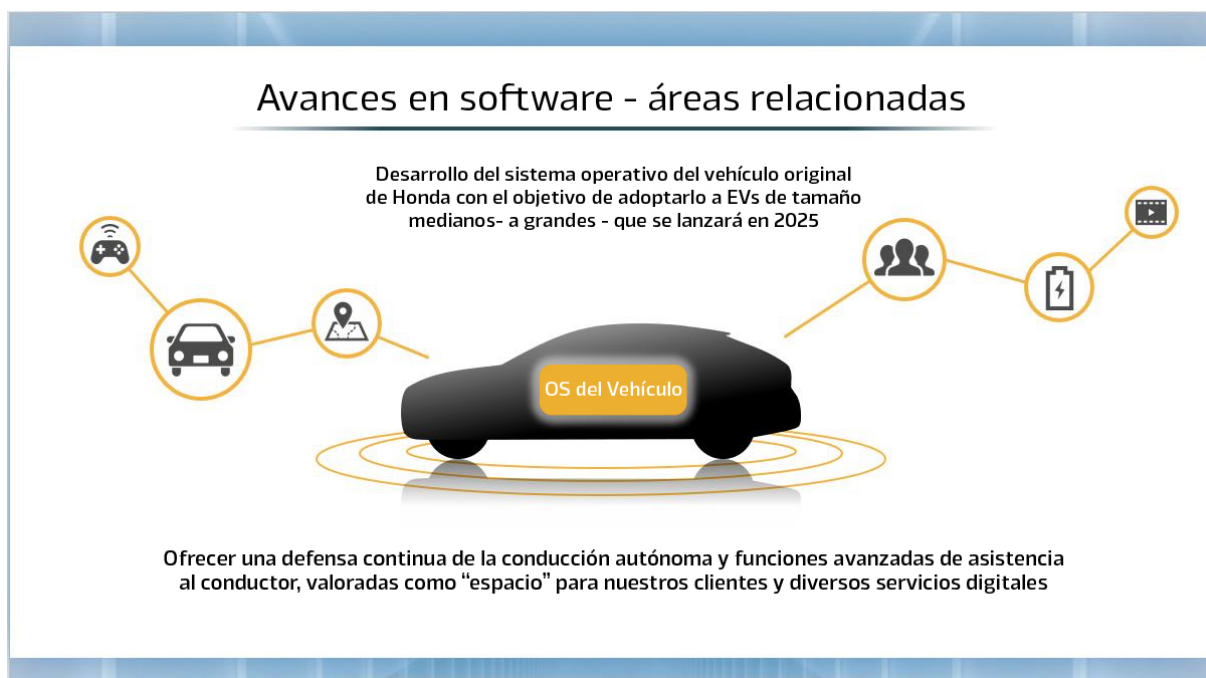 Avances en software - áreas relacionadas
Desarrollo del sistema operativo del vehículo original
de Honda con el objetivo de adoptarlo a EVs de tamaño
medianos- a grandes - que se lanzará en 2025
OS del Vehículo
Ofrecer una defensa continua de la conducción autónoma y funciones avanzadas de asistencia
al conductor, valoradas como “espacio” para nuestros clientes y diversos servicios digitales